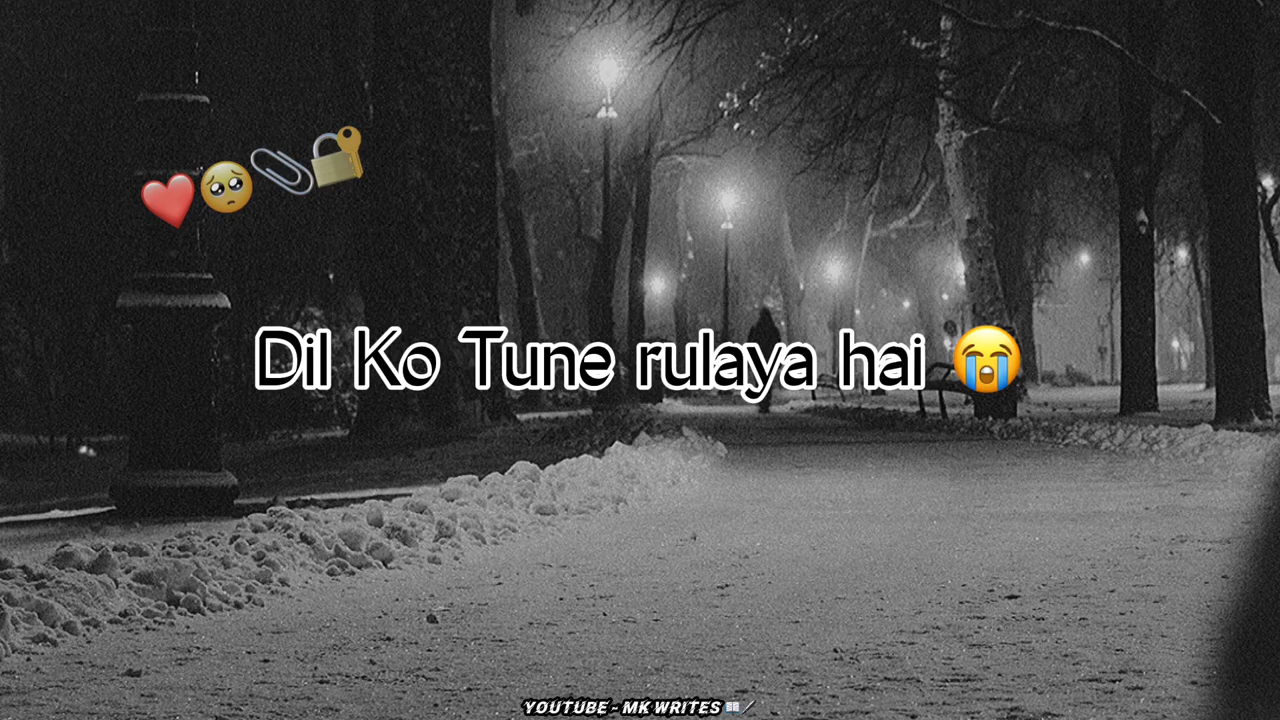 ❤️🥺📎🔐
Dil Ko Tune rulaya hai 😭
YOUTUBE - MK WRITES